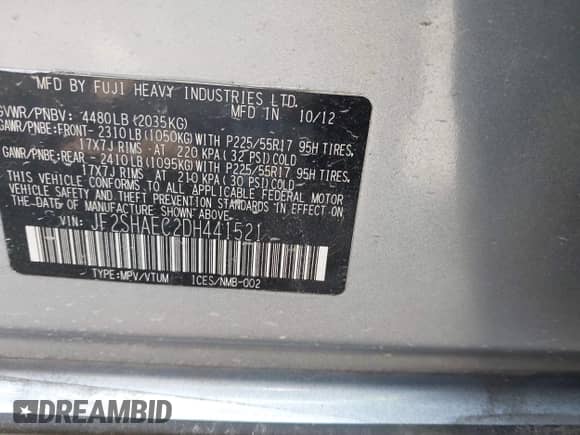 MFD BY FUJI HEAVY INDUSTRIES LTD.
GVWR/PNBV: 4480LB (2035KG) MFD IN 10/12
GAWR/PNBE:FRONT- 2310LB (1050KG) WITH P225/55R17 95H TIRES.
17X7J RIMS AT 220 KPA (32 PSI) COLD
GAWR/PNBE:REAR - 2410LB (1095KG) WITH P225/55R17 95H TIRES.
17X7J RIMS AT 210 KPA (30 PSI) COLD
THIS VEHICLE CONFORMS TO ALL APPLICABLE FEDERAL MOTOR
VEHICLE SAFETY AND THEFT PREVENTION STANDARDS IN EFFECT ON
THE DATE OF MANUFACTURE SHOWN ABOVE.
VIN: JF2SHAEC2DH441521
TYPE:MPV/VTUM ICES/NMB-002
DREAMBID